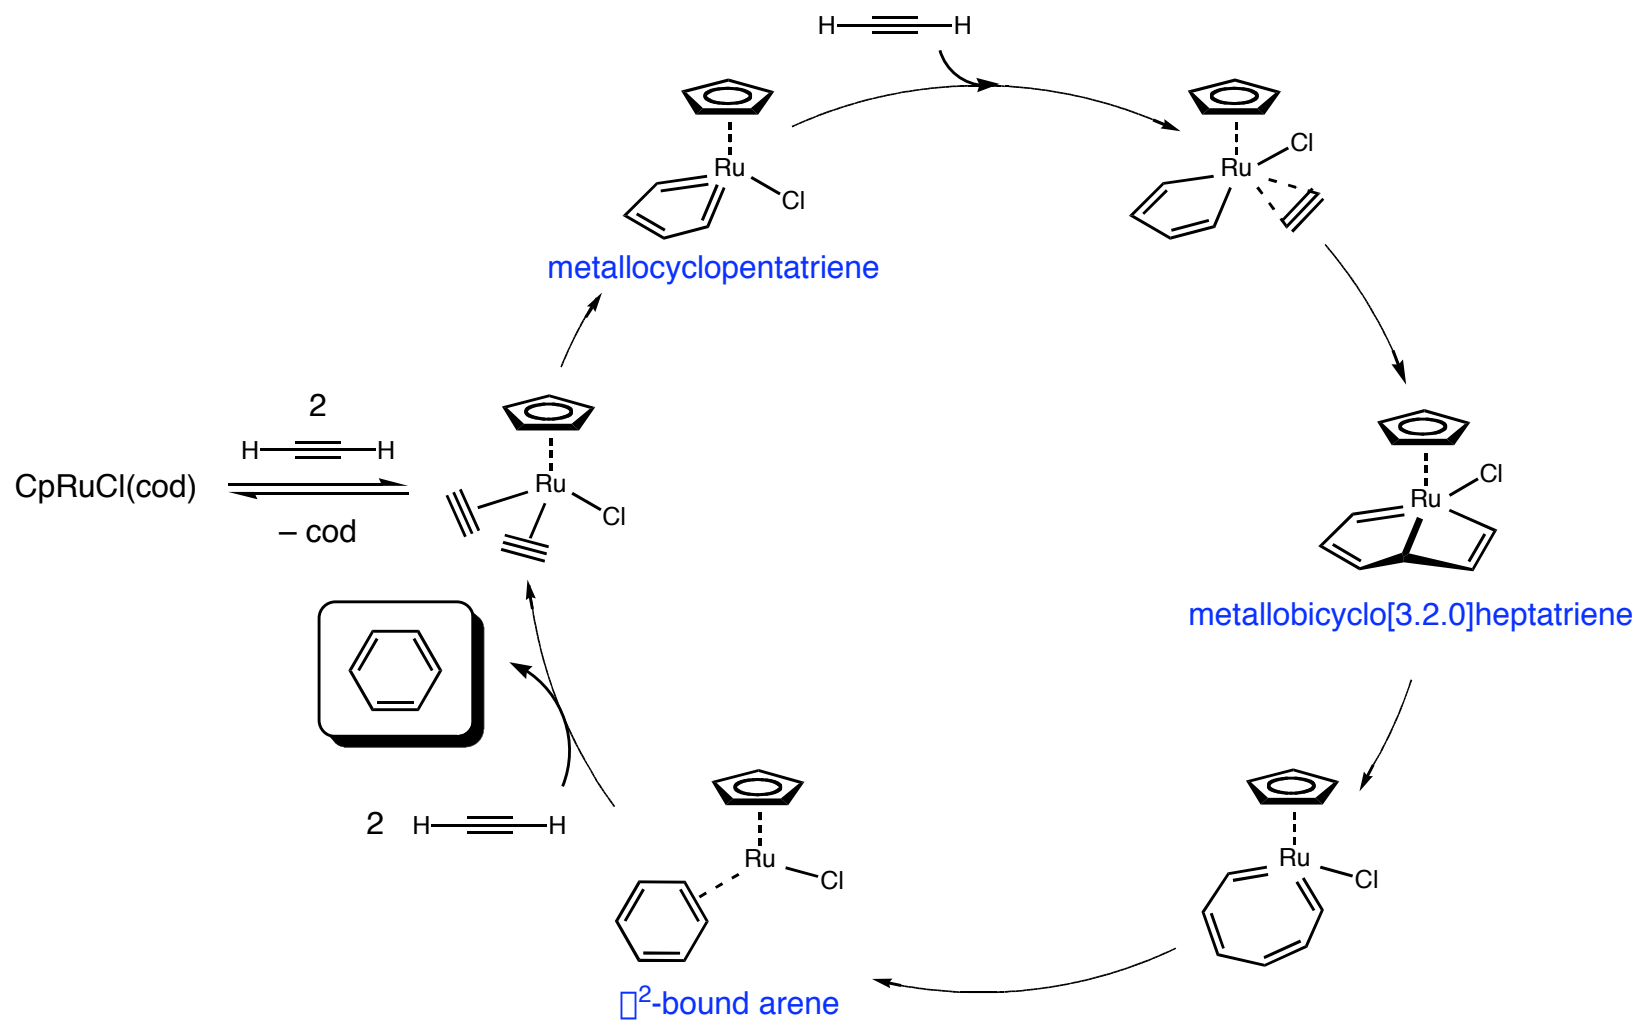 H H
Ru
Cl
Ru
Cl
metallocyclopentatriene
2
H H
CpRuCl(cod)
– cod
Ru
Cl
Ru
Cl
metallobicyclo[3.2.0]heptatriene
2 H H
Ru
Cl
Ru
Cl
²-bound arene